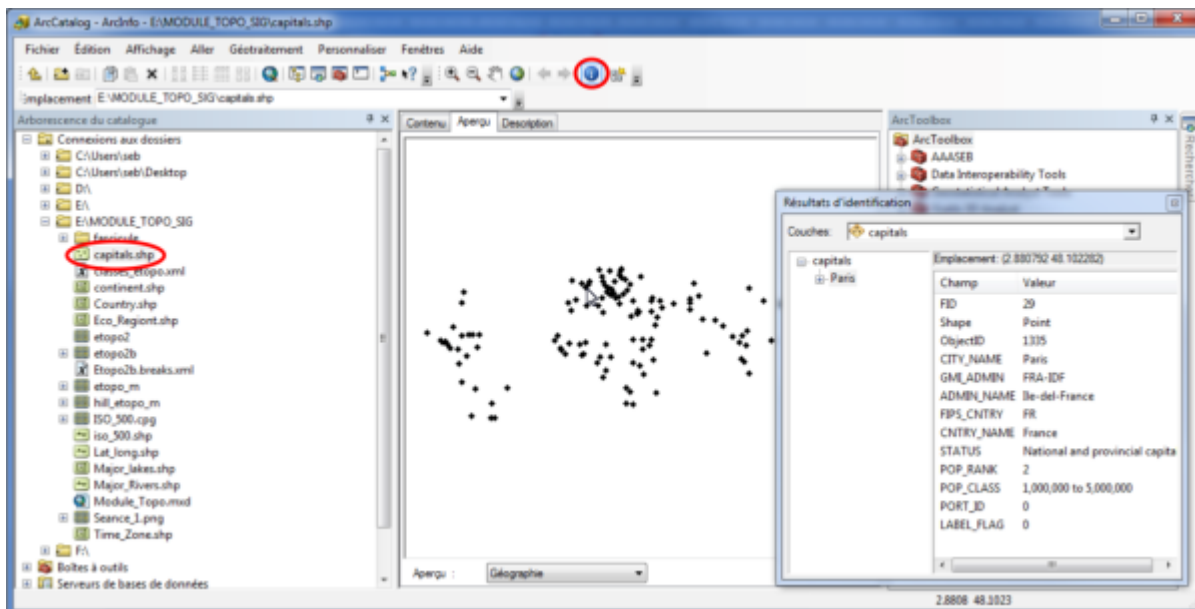 ArcCatalog - ArcInfo - E:\MODULE_TOPO_SIG\capitals.shp
Fichier Édition Affichage Aller Géotraitement Personnaliser Fenêtres Aide
Emplacement E:\MODULE_TOPO_SIG\capitals.shp
Arborescence du catalogue
Connexions aux dossiers
C:\Users\seb
C:\Users\seb\Desktop
D:\
E:\
E:\MODULE_TOPO_SIG
fascicule
capitals.shp
classes_etopo.xml
continent.shp
Country.shp
Eco_Regiont.shp
etopo2
etopo2b
Etopo2b.breaks.xml
etopo_m
hill_etopo_m
ISO_500.cpg
iso_500.shp
Lat_long.shp
Major_lakes.shp
Major_Rivers.shp
Module_Topo.mxd
Seance_1.png
Time_Zone.shp
F:\
Boîtes à outils
Serveurs de bases de données
Contenu Aperçu Description
Aperçu : Géographie
ArcToolbox
ArcToolbox
AAASEB
Data Interoperability Tools
Recherche
Résultats d'identification
Couches: capitals
capitals
Paris
Emplacement: (2.880792 48.102282)
Champ Valeur
FID 29
Shape Point
ObjectID 1335
CITY_NAME Paris
GMI_ADMIN FRA-IDF
ADMIN_NAME Ile-del-France
FIPS_CNTRY FR
CNTRY_NAME France
STATUS National and provincial capita
POP_RANK 2
POP_CLASS 1,000,000 to 5,000,000
PORT_ID 0
LABEL_FLAG 0
2.8808 48.1023